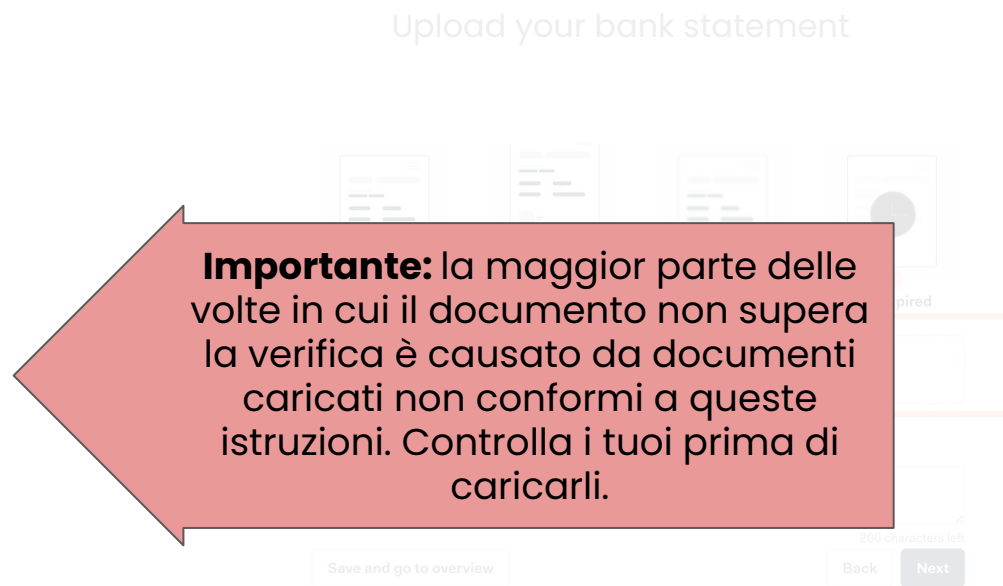 Upload your bank statement
Importante: la maggior parte delle
volte in cui il documento non supera
la verifica è causato da documenti
caricati non conformi a queste
istruzioni. Controlla i tuoi prima di
caricarli.
200 characters left
Save and go to overview
Back
Next